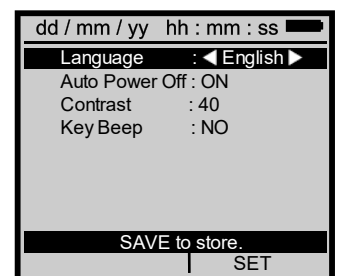 dd / mm / yy hh : mm : ss
Language : ◀ English ▶
Auto Power Off : ON
Contrast : 40
Key Beep : NO
SAVE to store.
SET